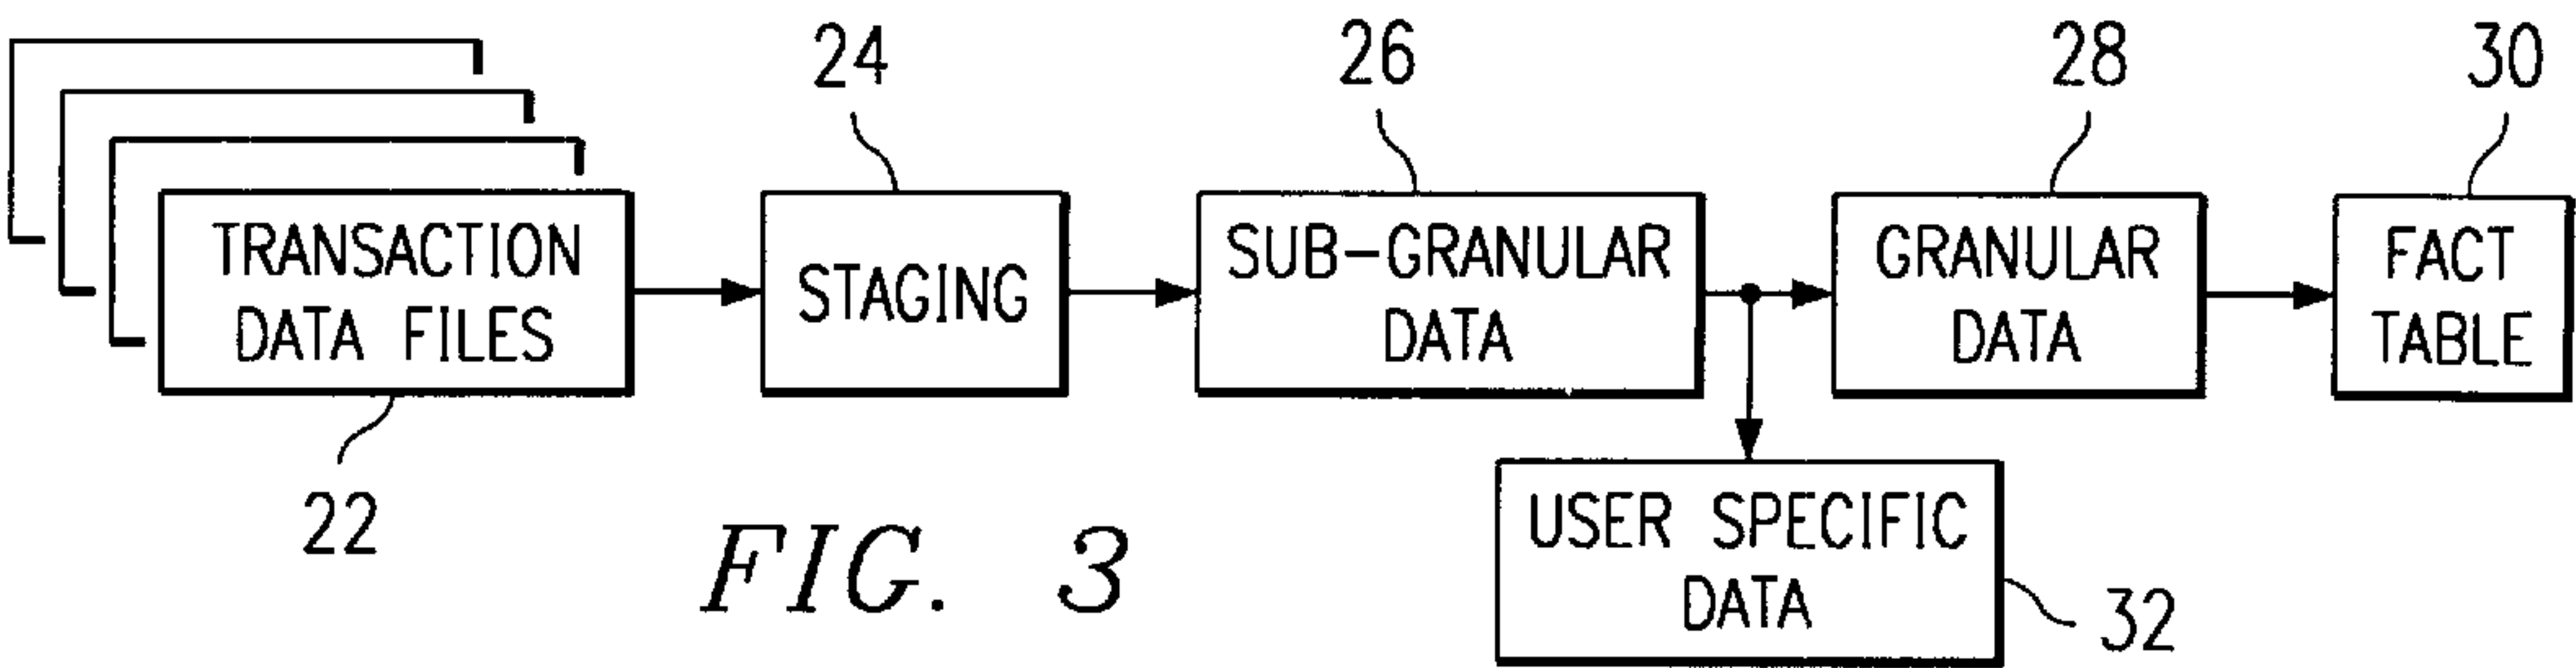 24
26
28
30
TRANSACTION
DATA FILES
STAGING
SUB-GRANULAR
DATA
GRANULAR
DATA
FACT
TABLE
22
USER SPECIFIC
DATA
32
FIG. 3